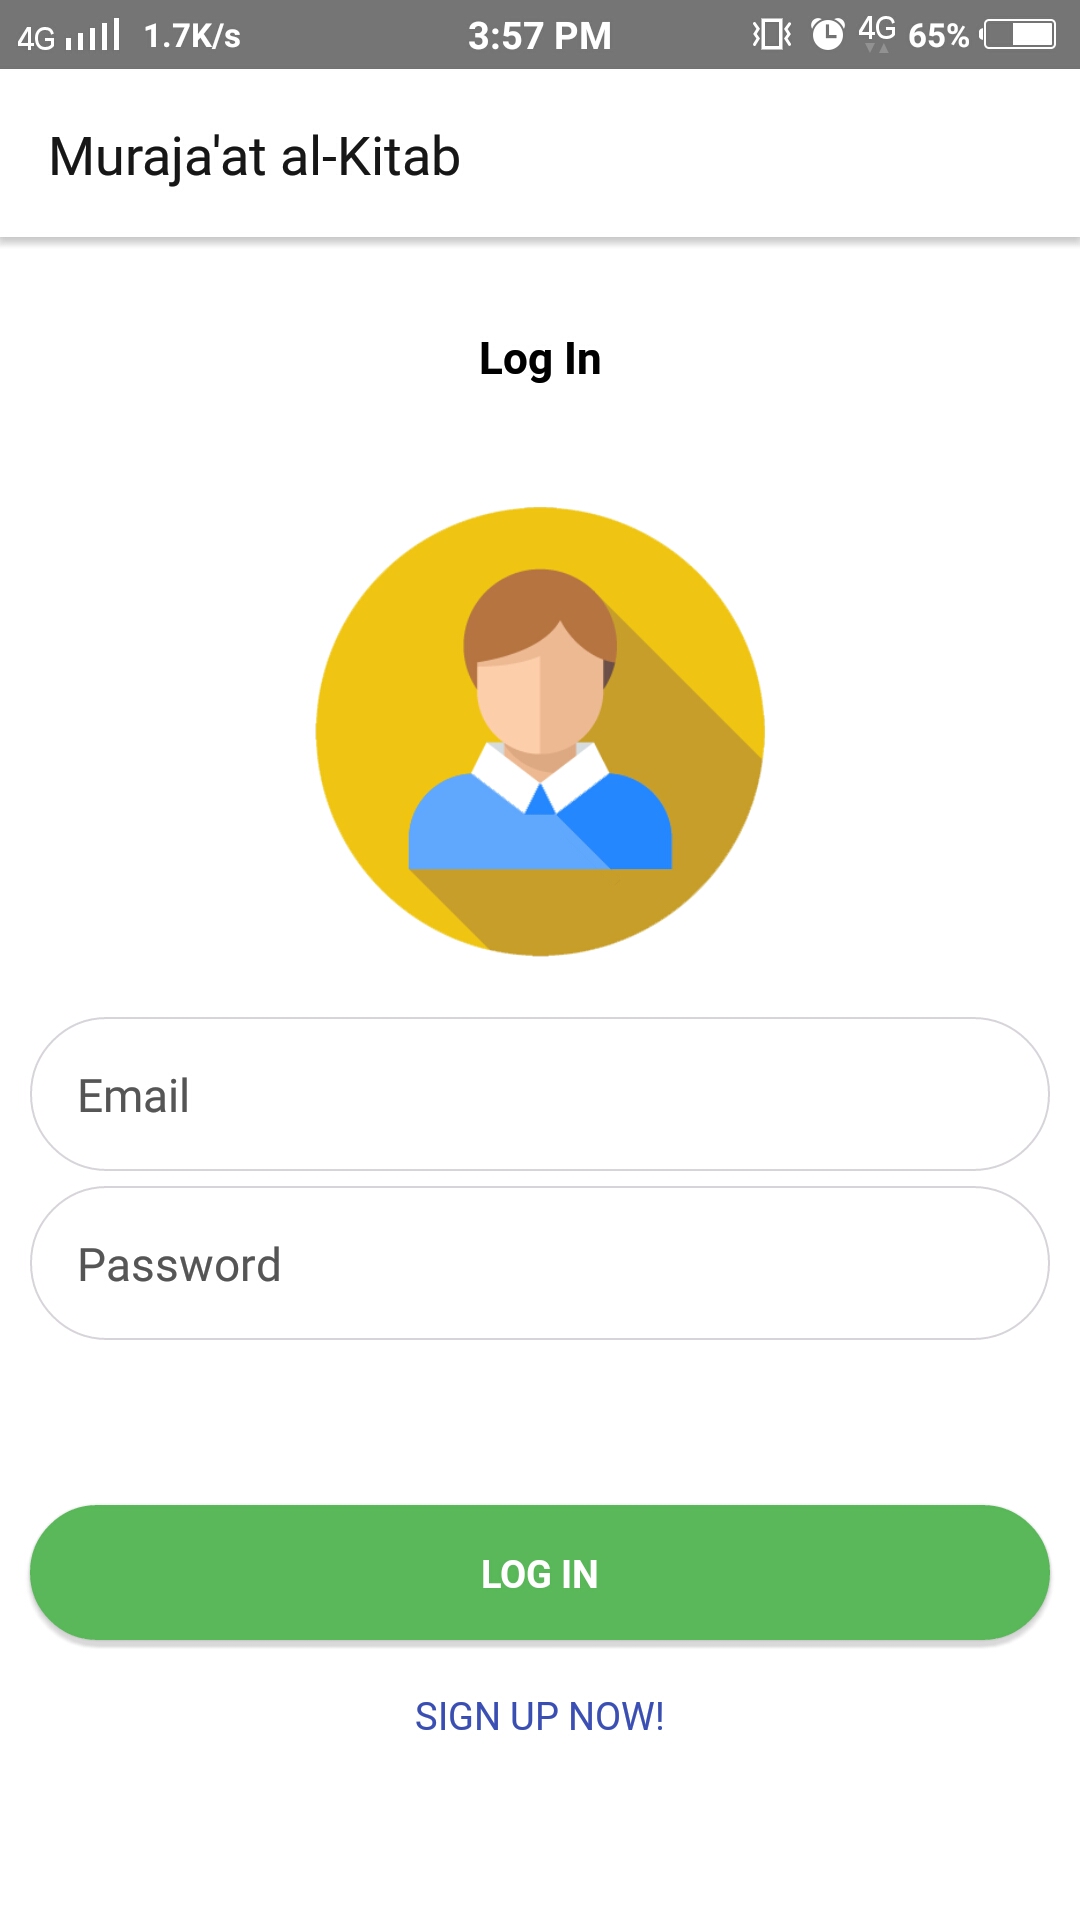 4G 1.7K/s 3:57 PM 4G 65%
Muraja'at al-Kitab
Log In
Email
Password
LOG IN
SIGN UP NOW!